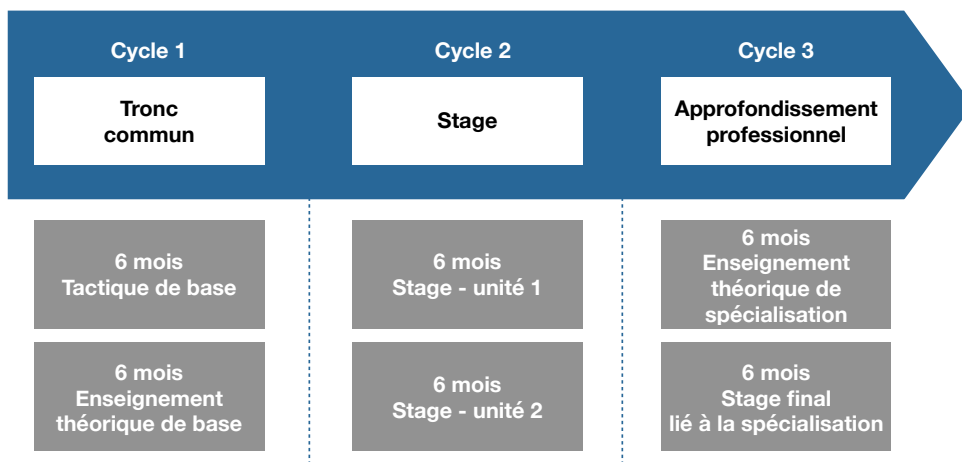 Cycle 1
Cycle 2
Cycle 3
Tronc
commun
Stage
Approfondissement
professionnel
6 mois
Tactique de base
6 mois
Stage - unité 1
6 mois
Enseignement
théorique de
spécialisation
6 mois
Enseignement
théorique de base
6 mois
Stage - unité 2
6 mois
Stage final
lié à la spécialisation